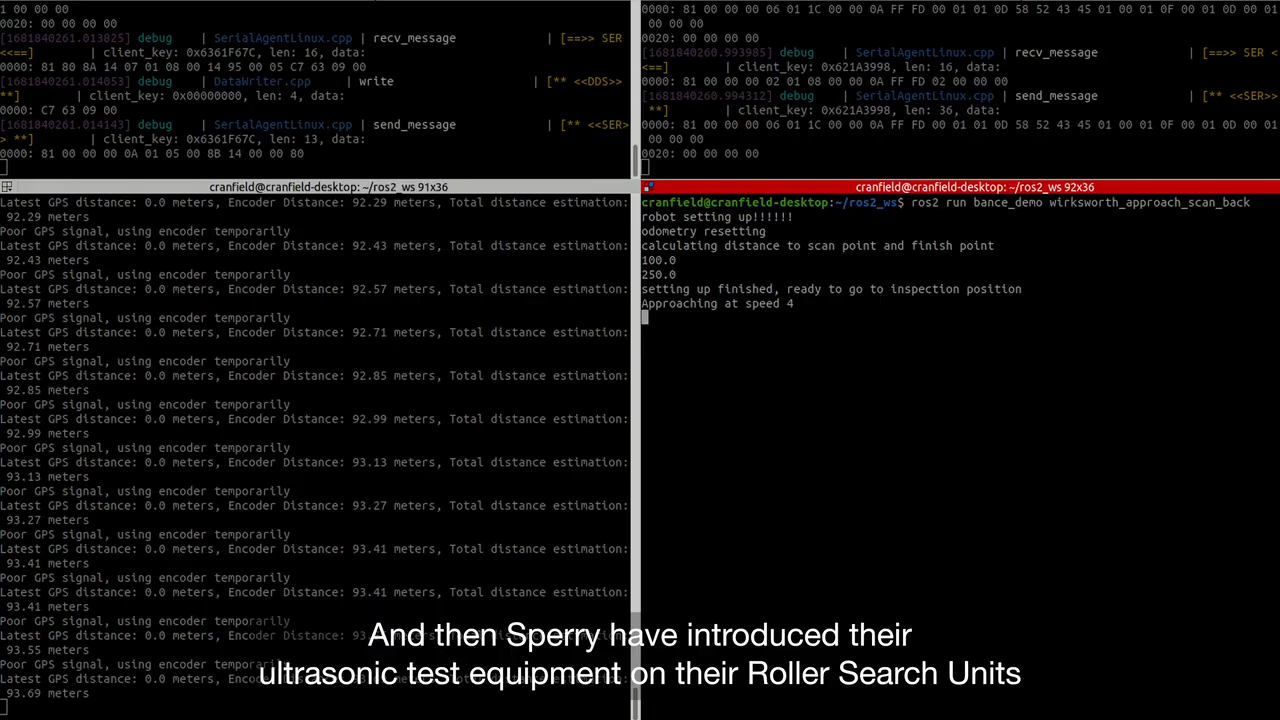 1 00 00 00
0020: 00 00 00 00
[1681840261.013825] debug | SerialAgentLinux.cpp | recv_message | [==>> SER
<<==] | client_key: 0x6361F67C, len: 16, data:
0000: 81 80 8A 14 07 01 08 00 14 95 00 05 C7 63 09 00
[1681840261.014053] debug | DataWriter.cpp | write | [** <<DDS>>
**] | client_key: 0x00000000, len: 4, data:
0000: C7 63 09 00
[1681840261.014143] debug | SerialAgentLinux.cpp | send_message | [** <<SER>
> **] | client_key: 0x6361F67C, len: 13, data:
0000: 81 00 00 00 0A 01 05 00 8B 14 00 00 80
0000: 81 00 00 00 06 01 1C 00 00 0A FF FD 00 01 01 0D 58 52 43 45 01 00 01 0F 00 01 0D 00 01
00 00 00 00
0020: 00 00 00 00
[1681840260.993985] debug | SerialAgentLinux.cpp | recv_message | [==>> SER <
<==] | client_key: 0x621A3998, len: 16, data:
0000: 81 80 00 00 02 01 08 00 00 0A FF FD 02 00 00 00
[1681840260.994312] debug | SerialAgentLinux.cpp | send_message | [** <<SER>>
**] | client_key: 0x621A3998, len: 36, data:
0000: 81 00 00 00 06 01 1C 00 00 0A FF FD 00 01 01 0D 58 52 43 45 01 00 01 0F 00 01 0D 00 01
00 00 00 00
0020: 00 00 00 00
cranfield@cranfield-desktop: ~/ros2_ws 91x36
Latest GPS distance: 0.0 meters, Encoder Distance: 92.29 meters, Total distance estimation:
92.29 meters
Latest GPS distance: 0.0 meters, Encoder Distance: 92.43 meters, Total distance estimation:
92.43 meters
Poor GPS signal, using encoder temporarily
Latest GPS distance: 0.0 meters, Encoder Distance: 92.57 meters, Total distance estimation:
92.57 meters
Poor GPS signal, using encoder temporarily
Latest GPS distance: 0.0 meters, Encoder Distance: 92.71 meters, Total distance estimation:
92.71 meters
Poor GPS signal, using encoder temporarily
Latest GPS distance: 0.0 meters, Encoder Distance: 92.85 meters, Total distance estimation:
92.85 meters
Poor GPS signal, using encoder temporarily
Latest GPS distance: 0.0 meters, Encoder Distance: 92.99 meters, Total distance estimation:
92.99 meters
Poor GPS signal, using encoder temporarily
Latest GPS distance: 0.0 meters, Encoder Distance: 93.13 meters, Total distance estimation:
93.13 meters
Poor GPS signal, using encoder temporarily
Latest GPS distance: 0.0 meters, Encoder Distance: 93.27 meters, Total distance estimation:
93.27 meters
Poor GPS signal, using encoder temporarily
Latest GPS distance: 0.0 meters, Encoder Distance: 93.41 meters, Total distance estimation:
93.41 meters
Poor GPS signal, using encoder temporarily
Latest GPS distance: 0.0 meters, Encoder Distance: 93.41 meters, Total distance estimation:
93.41 meters
Poor GPS signal, using encoder temporarily
Latest GPS distance: 0.0 meters, Encoder
93.55 meters
Poor GPS signal, using
Latest GPS distance: 0.0 meters,
93.69 meters
cranfield@cranfield-desktop: ~/ros2_ws 92x36
cranfield@cranfield-desktop:~/ros2_ws$ ros2 run bance_demo wirksworth_approach_scan_back
robot setting up!!!!!!
odometry resetting
calculating distance to scan point and finish point
100.0
250.0
setting up finished, ready to go to inspection position
Approaching at speed 4
And then Sperry have introduced their
ultrasonic test equipment on their Roller Search Units